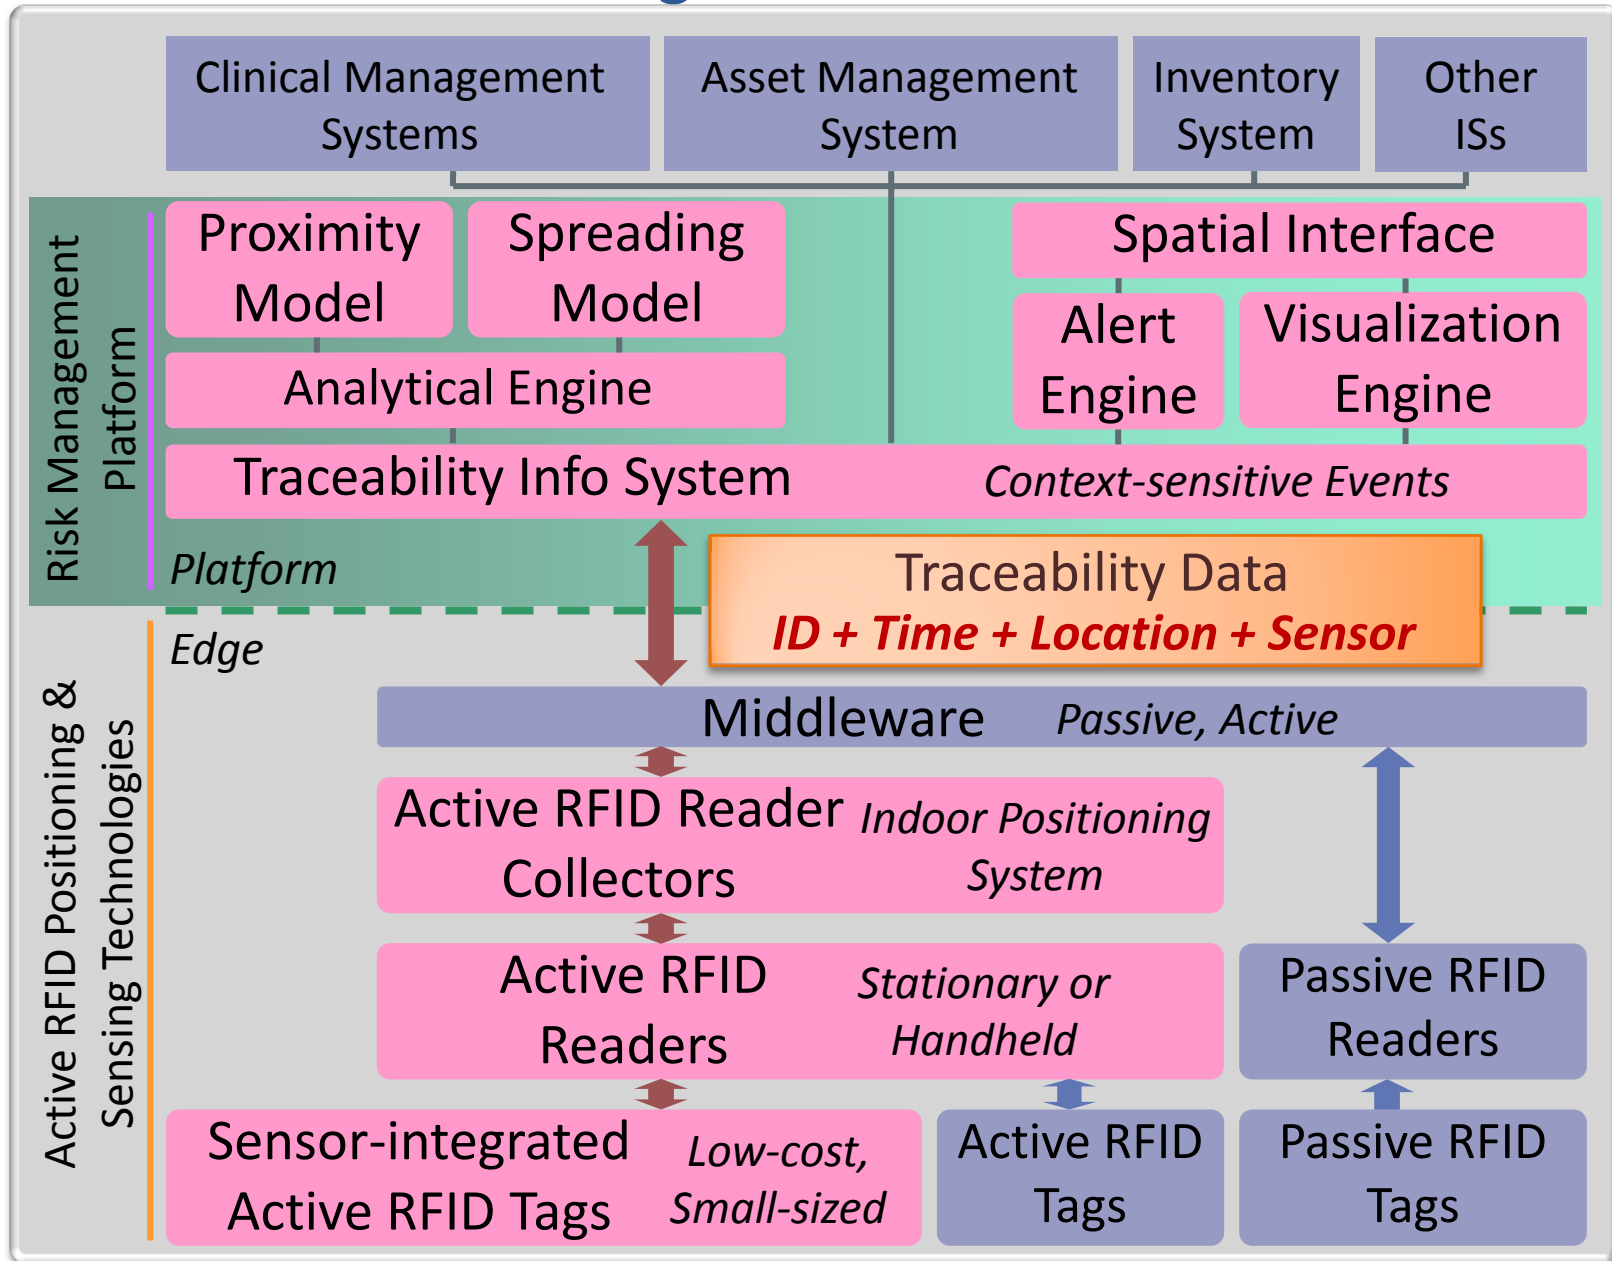 Clinical Management
Systems
Asset Management
System
Inventory
System
Other
ISs
Risk Management
Platform
Proximity
Model
Spreading
Model
Spatial Interface
Alert
Engine
Visualization
Engine
Analytical Engine
Traceability Info System
Context-sensitive Events
Platform
Traceability Data
ID + Time + Location + Sensor
Edge
Active RFID Positioning &
Sensing Technologies
Middleware
Passive, Active
Active RFID Reader
Collectors
Indoor Positioning
System
Active RFID
Readers
Stationary or
Handheld
Passive RFID
Readers
Sensor-integrated
Active RFID Tags
Low-cost,
Small-sized
Active RFID
Tags
Passive RFID
Tags